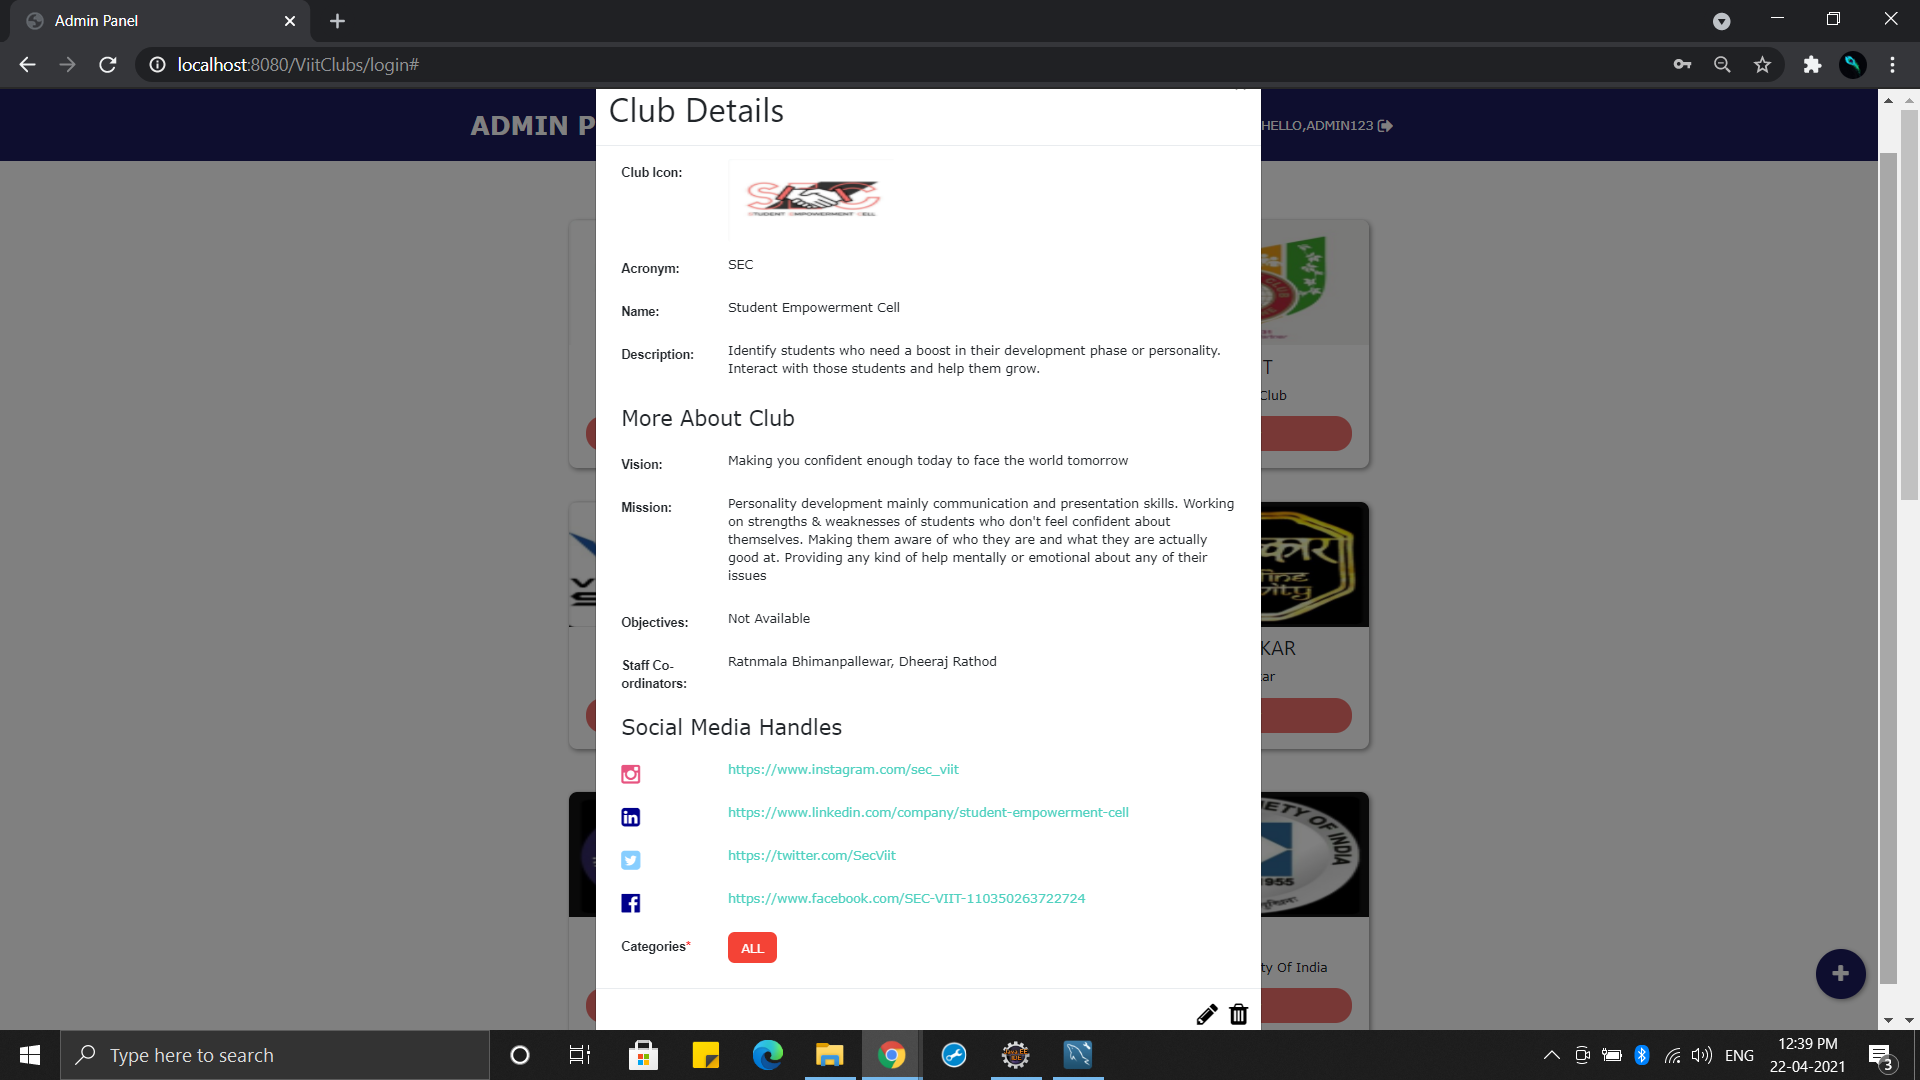 Admin Panel
localhost:8080/ViitClubs/login#
ADMIN P
HELLO,ADMIN123
Club Details
Club Icon:
SEC
STUDENT EMPOWERMENT CELL
Acronym:
SEC
Name:
Student Empowerment Cell
Description:
Identify students who need a boost in their development phase or personality.
Interact with those students and help them grow.
More About Club
Vision:
Making you confident enough today to face the world tomorrow
Mission:
Personality development mainly communication and presentation skills. Working
on strengths & weaknesses of students who don't feel confident about
themselves. Making them aware of who they are and what they are actually
good at. Providing any kind of help mentally or emotional about any of their
issues
Objectives:
Not Available
Staff Co-
ordinators:
Ratnmala Bhimanpallewar, Dheeraj Rathod
Social Media Handles
https://www.instagram.com/sec_viit
https://www.linkedin.com/company/student-empowerment-cell
https://twitter.com/SecViit
https://www.facebook.com/SEC-VIIT-110350263722724
Categories*
ALL
CLUB
T
Club
KAR
ar
IETY OF INDIA
1955
ty Of India
Type here to search
ENG
12:39 PM
22-04-2021
3